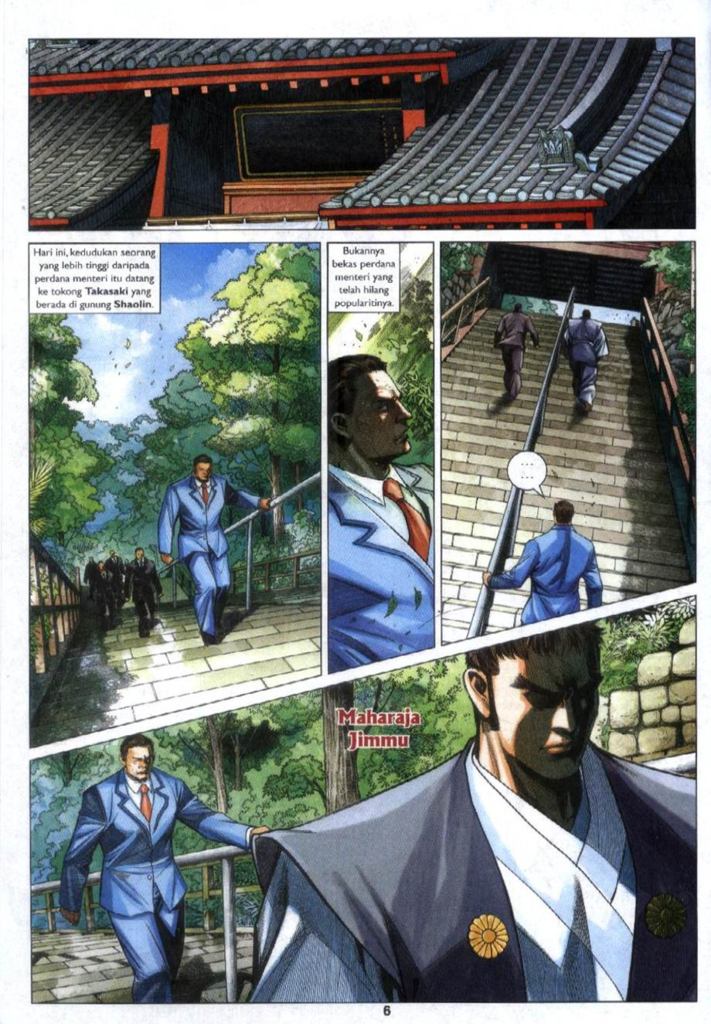 Hari ini, kedudukan seorang
yang lebih tinggi daripada
perdana menteri itu datang
ke tokong Takasaki yang
berada di gunung Shaolin.
Bukannya
bekas perdana
menteri yang
telah hilang
popularitinya.
...
...
Maharaja
Jimmu
6